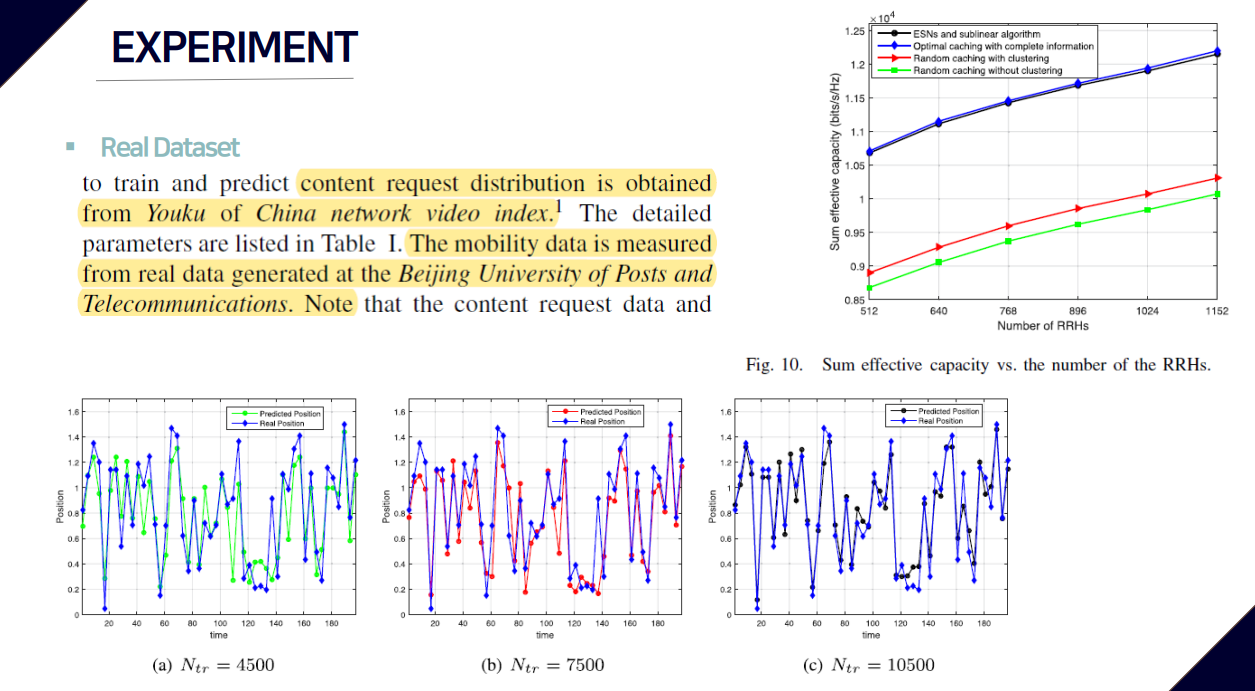 EXPERIMENT
▪ Real Dataset
to train and predict content request distribution is obtained
from Youku of China network video index.¹ The detailed
parameters are listed in Table I. The mobility data is measured
from real data generated at the Beijing University of Posts and
Telecommunications. Note that the content request data and
×10⁴
ESNs and sublinear algorithm
Optimal caching with complete information
Random caching with clustering
Random caching without clustering
Sum effective capacity (bits/s/Hz)
1.25
1.2
1.15
1.1
1.05
1
0.95
0.9
0.85
512 640 768 896 1024 1152
Number of RRHs
Fig. 10. Sum effective capacity vs. the number of the RRHs.
Predicted Position
Real Position
Position
1.6
1.4
1.2
1
0.8
0.6
0.4
0.2
0
20 40 60 80 100 120 140 160 180
time
(a) Nₜᵣ = 4500
Predicted Position
Real Position
Position
1.6
1.4
1.2
1
0.8
0.6
0.4
0.2
0
20 40 60 80 100 120 140 160 180
time
(b) Nₜᵣ = 7500
Predicted Position
Real Position
Position
1.6
1.4
1.2
1
0.8
0.6
0.4
0.2
0
20 40 60 80 100 120 140 160 180
time
(c) Nₜᵣ = 10500